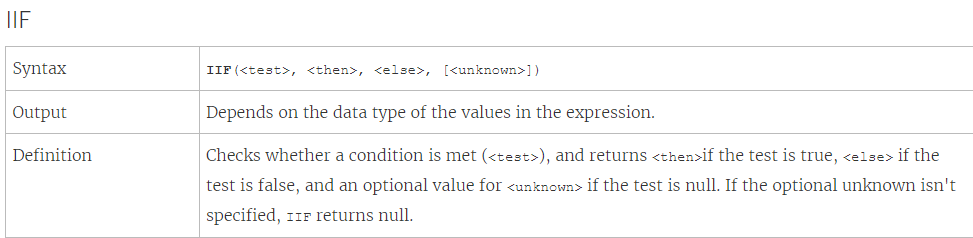 IIF
Syntax
IIF(<test>, <then>, <else>, [<unknown>])
Output
Depends on the data type of the values in the expression.
Definition
Checks whether a condition is met (<test>), and returns <then>if the test is true, <else> if the
test is false, and an optional value for <unknown> if the test is null. If the optional unknown isn't
specified, IIF returns null.